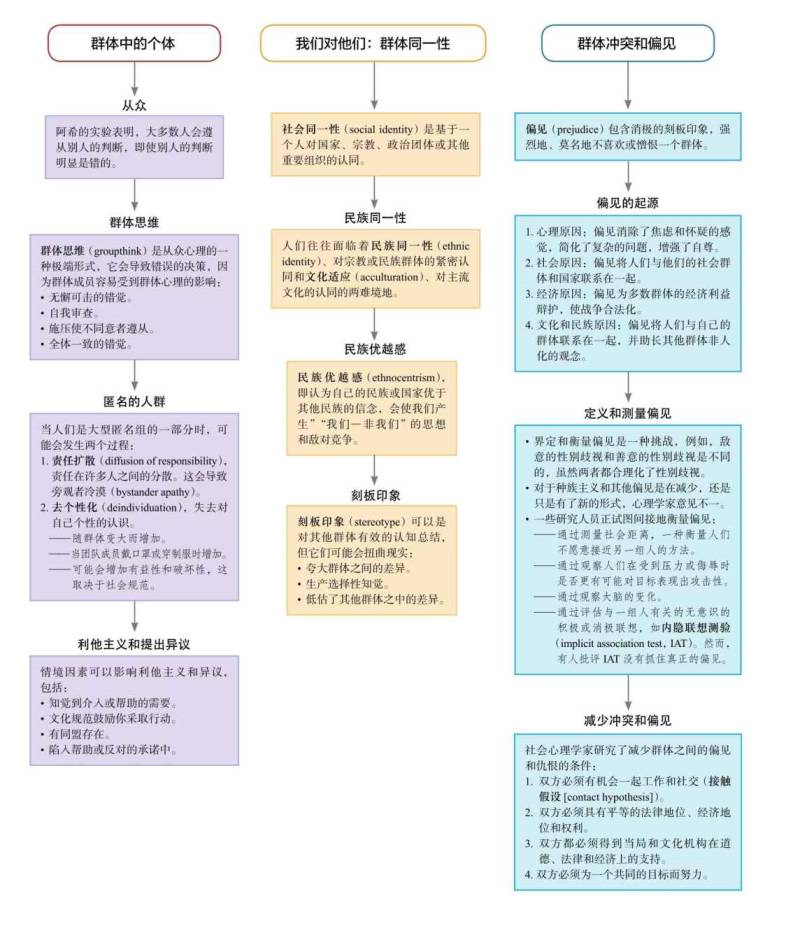 群体中的个体
从众
阿希的实验表明，大多数人会遵
从别人的判断，即使别人的判断
明显是错的。
群体思维
群体思维（groupthink）是从众心理的一
种极端形式，它会导致错误的决策，因
为群体成员容易受到群体心理的影响：
• 无懈可击的错觉。
• 自我审查。
• 施压使不同意者遵从。
• 全体一致的错觉。
匿名的人群
当人们是大型匿名组的一部分时，可
能会发生两个过程：
1. 责任扩散（diffusion of responsibility），
责任在许多人之间的分散。这会导致
旁观者冷漠（bystander apathy）。
2. 去个性化（deindividuation），失去对
自己个性的认识。
——随群体变大而增加。
——当团队成员戴口罩或穿制服时增加。
——可能会增加有益性和破坏性，这
取决于社会规范。
利他主义和提出异议
情境因素可以影响利他主义和异议，
包括：
• 知觉到介入或帮助的需要。
• 文化规范鼓励你采取行动。
• 有同盟存在。
• 陷入帮助或反对的承诺中。
我们对他们：群体同一性
社会同一性（social identity）是基于一
个人对国家、宗教、政治团体或其他
重要组织的认同。
民族同一性
人们往往面临着民族同一性（ethnic
identity）、对宗教或民族群体的紧密认
同和文化适应（acculturation）、对主流
文化的认同的两难境地。
民族优越感
民族优越感（ethnocentrism），
即认为自己的民族或国家优于
其他民族的信念，会使我们产
生”“我们－非我们”的思想
和敌对竞争。
刻板印象
刻板印象（stereotype）可以是
对其他群体有效的认知总结，
但它们可能会扭曲现实：
• 夸大群体之间的差异。
• 生产选择性知觉。
• 低估了其他群体之中的差异。
群体冲突和偏见
偏见（prejudice）包含消极的刻板印象，强
烈地、莫名地不喜欢或憎恨一个群体。
偏见的起源
1. 心理原因：偏见消除了焦虑和怀疑的感
觉，简化了复杂的问题，增强了自尊。
2. 社会原因：偏见将人们与他们的社会群
体和国家联系在一起。
3. 经济原因：偏见为多数群体的经济利益
辩护，使战争合法化。
4. 文化和民族原因：偏见将人们与自己的
群体联系在一起，并助长其他群体非人
化的观念。
定义和测量偏见
• 界定和衡量偏见是一种挑战，例如，敌
意的性别歧视和善意的性别歧视是不同
的，虽然两者都合理化了性别歧视。
• 对于种族主义和其他偏见是在减少，还是
只是有了新的形式，心理学家意见不一。
• 一些研究人员正试图间接地衡量偏见：
——通过测量社会距离，一种衡量人们
不愿意接近另一组人的方法。
——通过观察人们在受到压力或侮辱时
是否更有可能对目标表现出攻击性。
——通过观察大脑的变化。
——通过评估与一组人有关的无意识的
积极或消极联想，如内隐联想测验
（implicit association test，IAT）。然而，
有人批评 IAT 没有抓住真正的偏见。
减少冲突和偏见
社会心理学家研究了减少群体之间的偏见
和仇恨的条件：
1. 双方必须有机会一起工作和社交（接触
假设 [contact hypothesis]）。
2. 双方必须具有平等的法律地位、经济地
位和权利。
3. 双方都必须得到当局和文化机构在道
德、法律和经济上的支持。
4. 双方必须为一个共同的目标而努力。